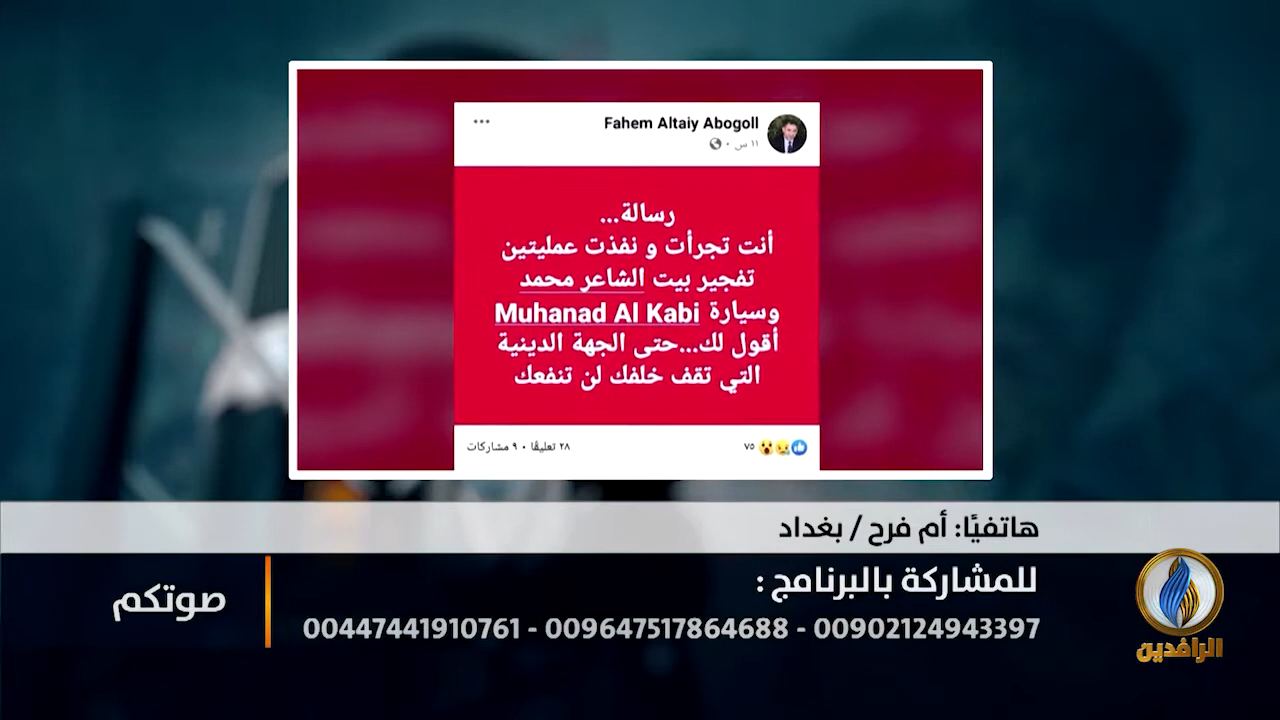 Fahem Altaiy Abogoll
١١ س •
رسالة...
أنت تجرأت و نفذت عمليتين
تفجير بيت الشاعر محمد
وسيارة Muhanad Al Kabi
أقول لك...حتى الجهة الدينية
التي تقف خلفك لن تنفعك
٧٥
٢٨ تعليقًا • ٩ مشاركات
هاتفيًا: أم فرح / بغداد
للمشاركة بالبرنامج :
00447441910761 - 009647517864688 - 00902124943397
صوتكم
الرافدين